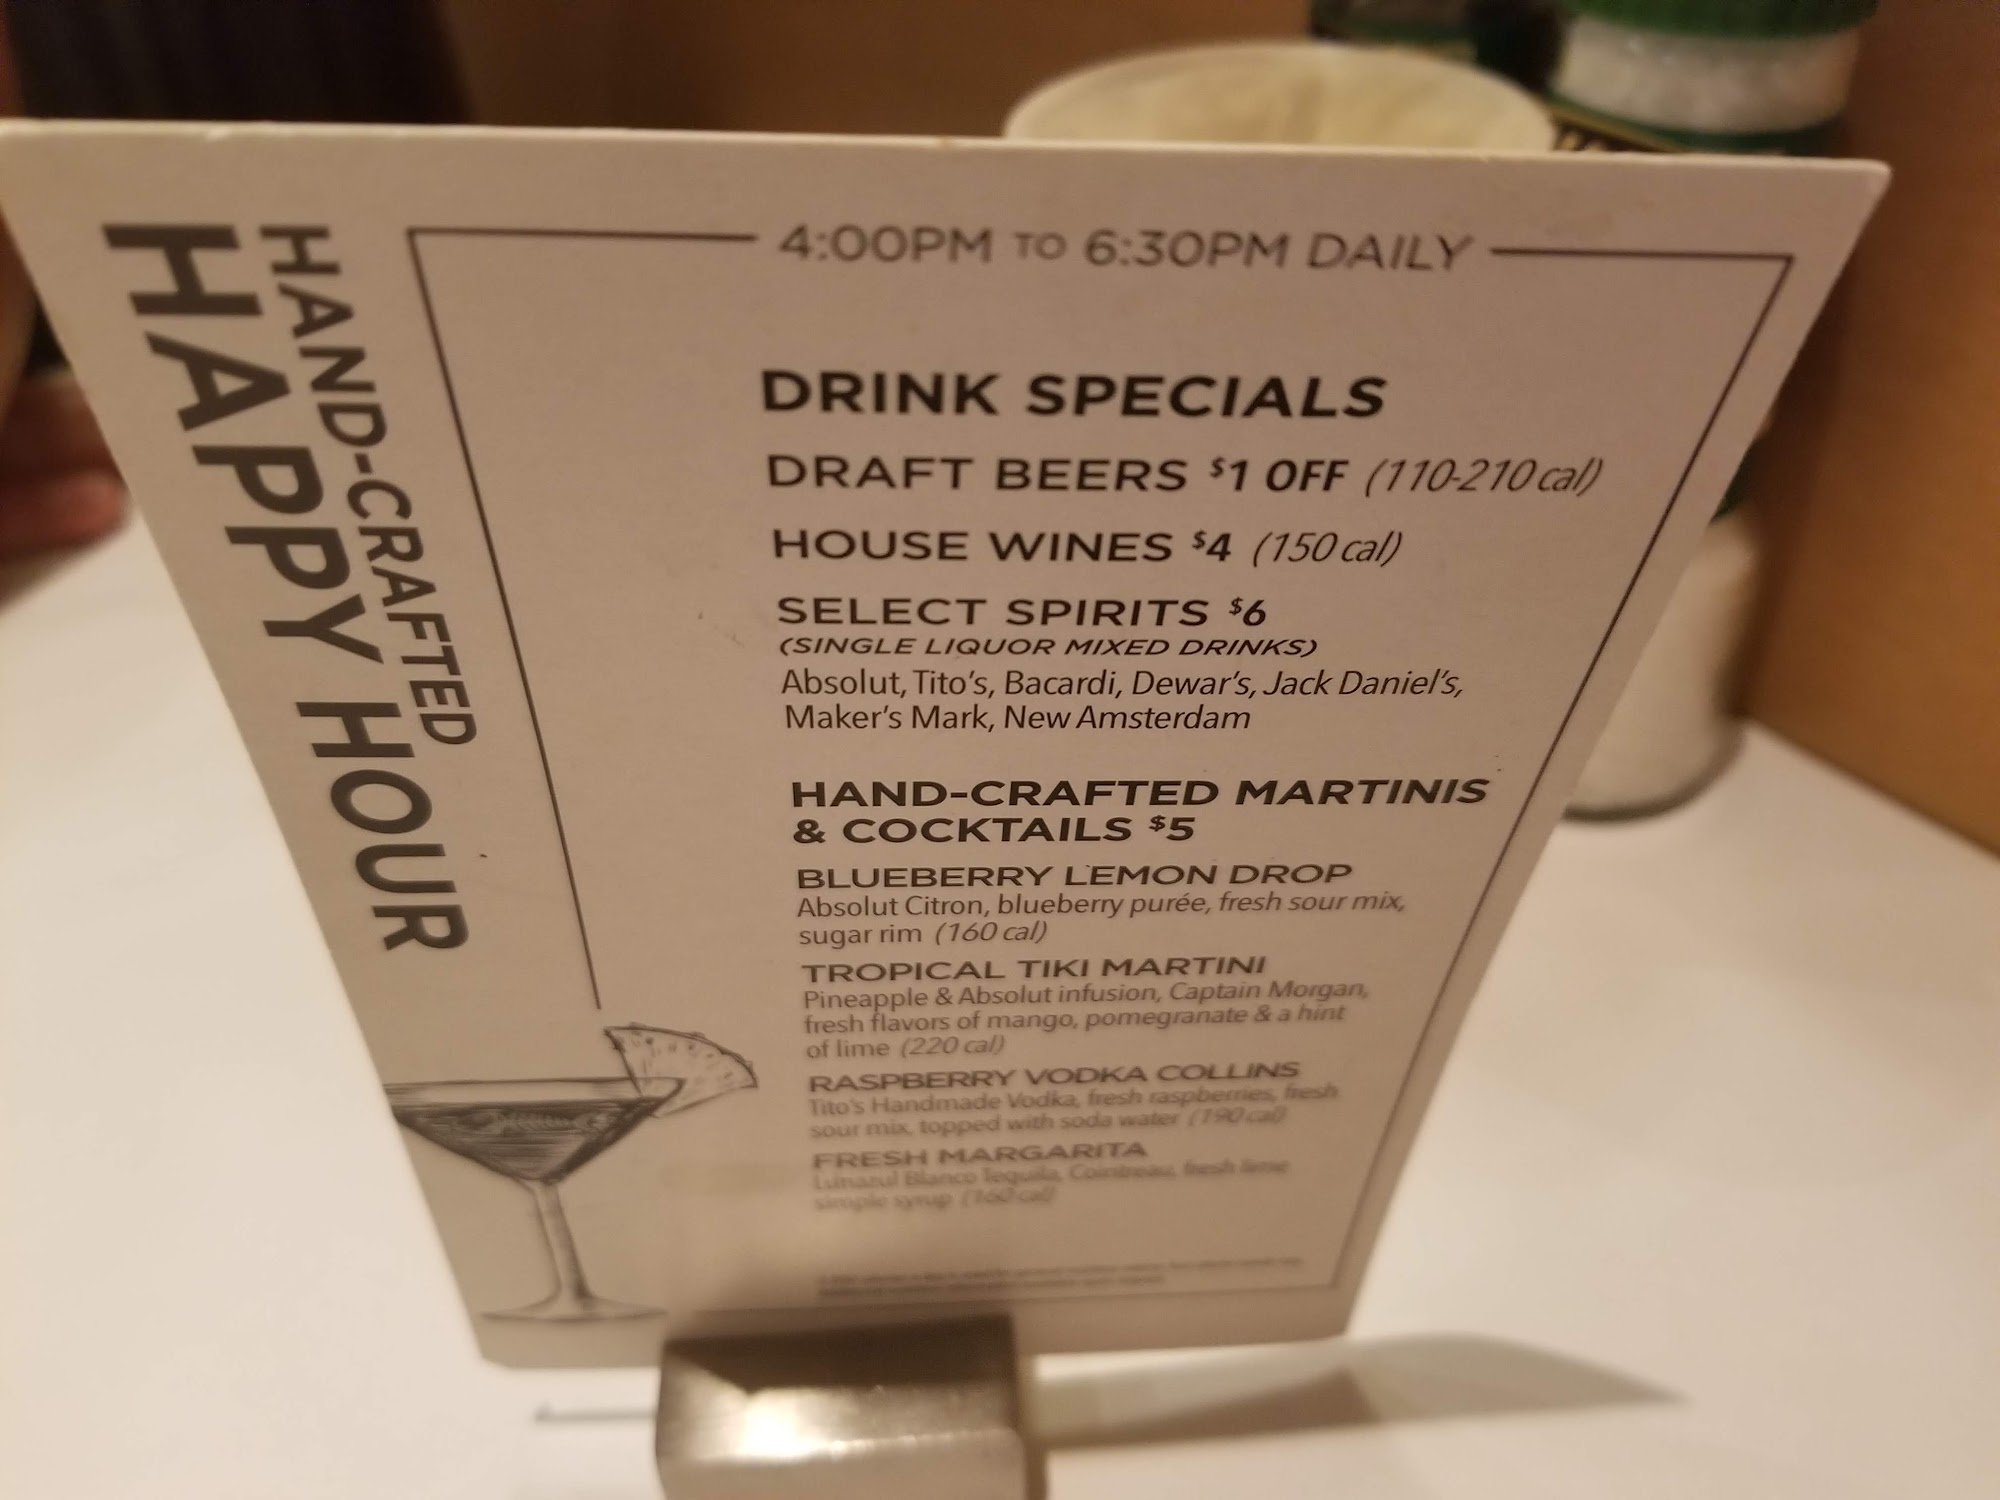 HAND-CRAFTED
HAPPY HOUR
4:00PM TO 6:30PM DAILY
DRINK SPECIALS
DRAFT BEERS $1 OFF (110-210 cal)
HOUSE WINES $4 (150 cal)
SELECT SPIRITS $6
(SINGLE LIQUOR MIXED DRINKS)
Absolut, Tito's, Bacardi, Dewar's, Jack Daniel's,
Maker's Mark, New Amsterdam
HAND-CRAFTED MARTINIS
& COCKTAILS $5
BLUEBERRY LEMON DROP
Absolut Citron, blueberry purée, fresh sour mix,
sugar rim (160 cal)
TROPICAL TIKI MARTINI
Pineapple & Absolut infusion, Captain Morgan,
fresh flavors of mango, pomegranate & a hint
of lime (220 cal)
RASPBERRY VODKA COLLINS
Tito's Handmade Vodka, fresh raspberries, fresh
sour mix, topped with soda water (190 cal)
FRESH MARGARITA
Lunazul Blanco Tequila, Cointreau, fresh lime
simple syrup (160 cal)